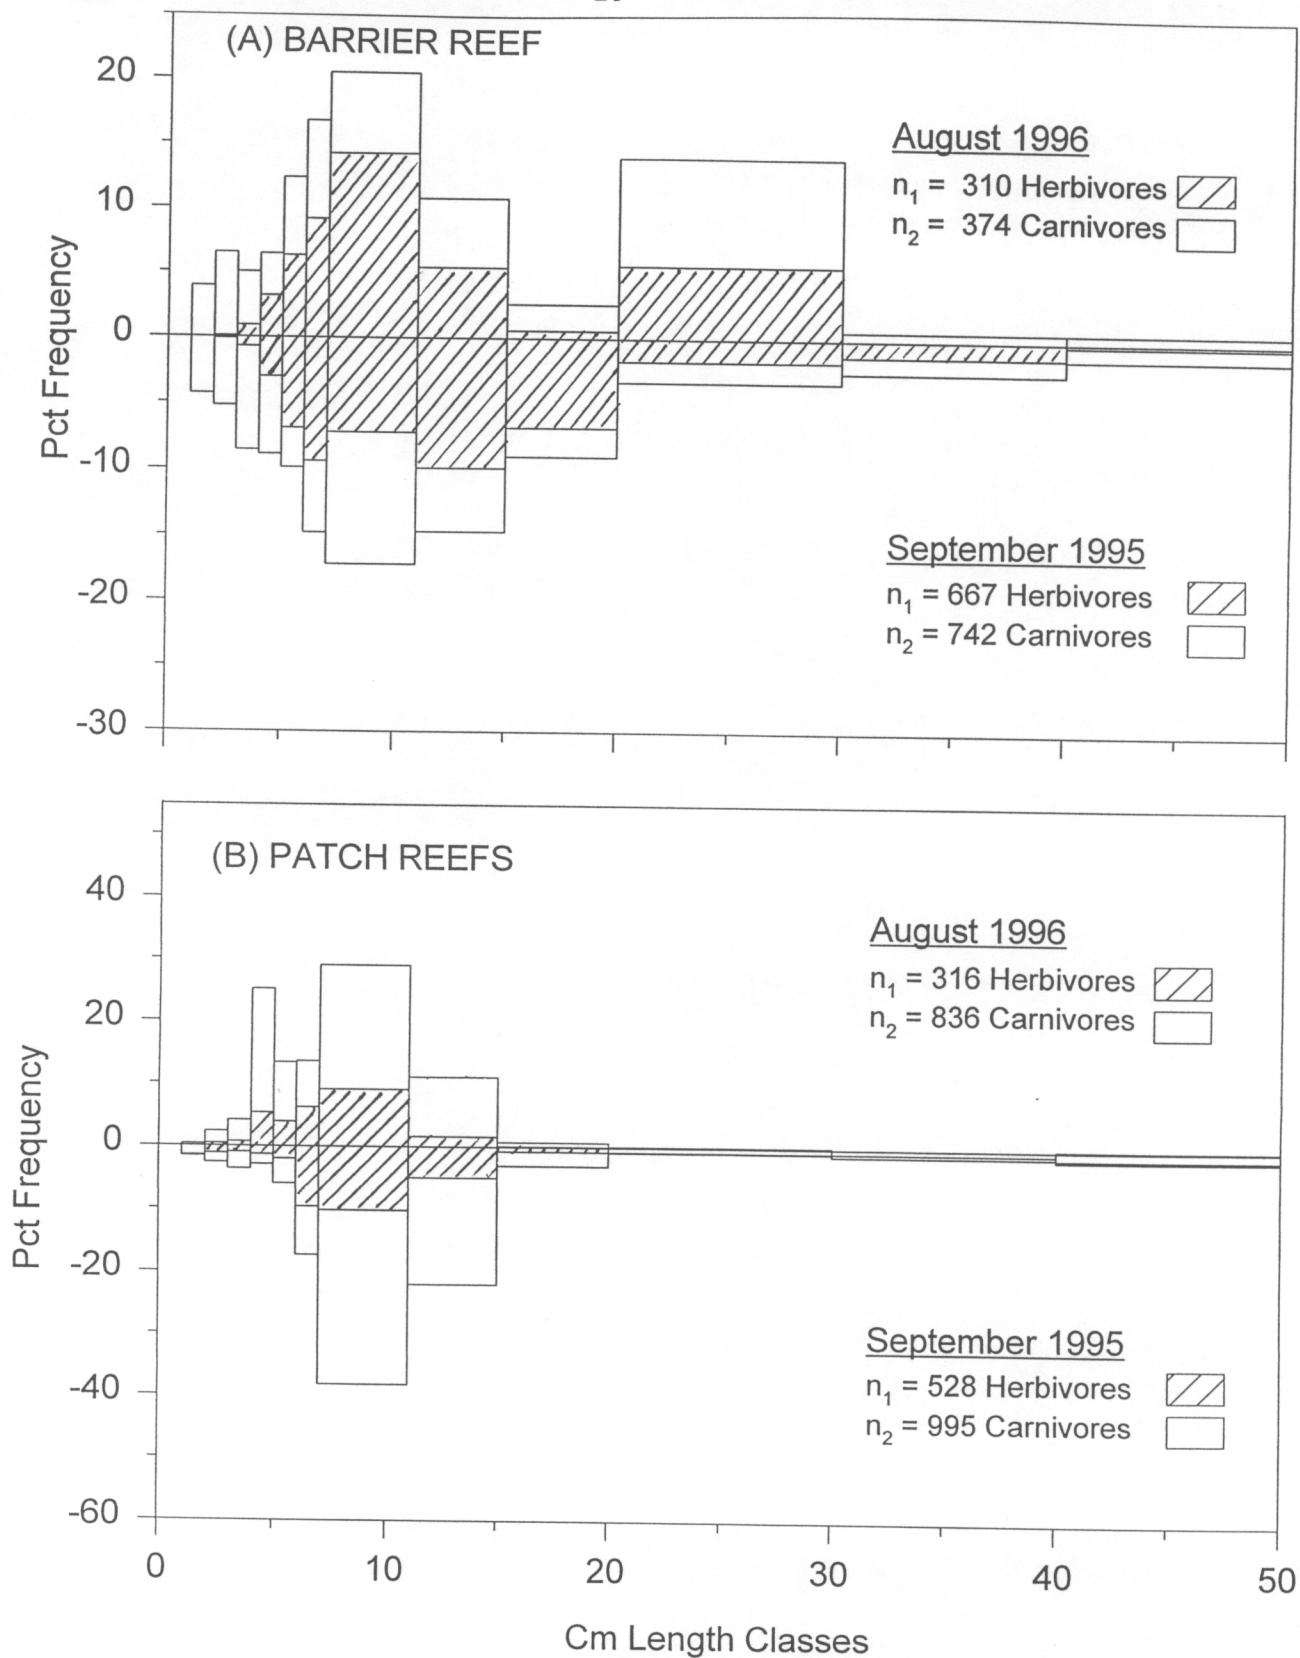 (A) BARRIER REEF
20
10
0
-10
-20
-30
Pct Frequency
August 1996
n1 = 310 Herbivores
n2 = 374 Carnivores
September 1995
n1 = 667 Herbivores
n2 = 742 Carnivores
(B) PATCH REEFS
40
20
0
-20
-40
-60
Pct Frequency
August 1996
n1 = 316 Herbivores
n2 = 836 Carnivores
September 1995
n1 = 528 Herbivores
n2 = 995 Carnivores
0 10 20 30 40 50
Cm Length Classes